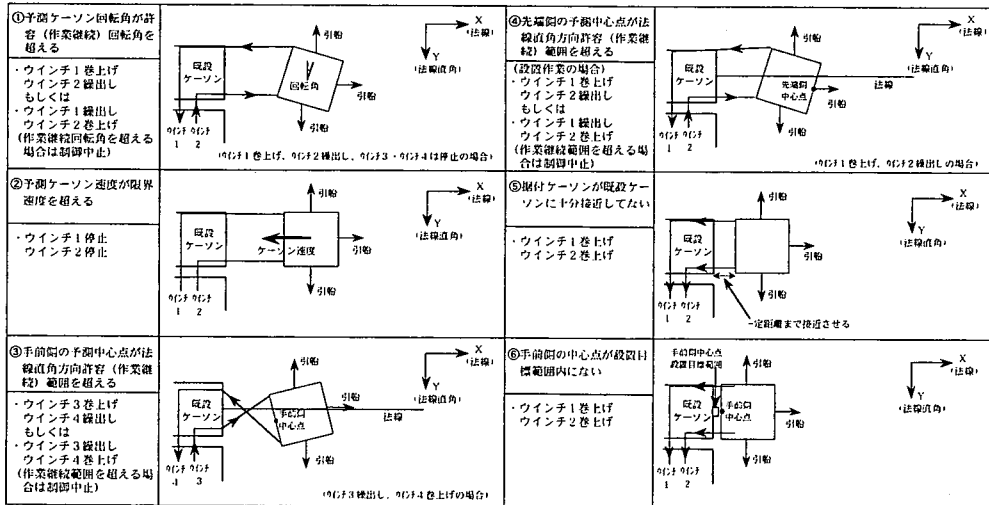 ①予測ケーソン回転角が許
容(作業継続)回転角を
超える
・ウインチ1巻上げ
ウインチ2繰出し
もしくは
・ウインチ1繰出し
ウインチ2巻上げ
(作業継続回転角を超える
場合は制御中止)
既設
ケーソン
回転角
引船
引船
引船
X
(法線)
Y
(法線直角)
ウインチ
1
ウインチ
2
(ウインチ1巻上げ、ウインチ2繰出し、ウインチ3・ウインチ4は停止の場合)
②予測ケーソン速度が限界
速度を超える
・ウインチ1停止
ウインチ2停止
既設
ケーソン
ケーソン速度
引船
引船
引船
X
(法線)
Y
(法線直角)
ウインチ
1
ウインチ
2
③手前側の予測中心点が法
線直角方向許容(作業継
続)範囲を超える
・ウインチ3巻上げ
ウインチ4繰出し
もしくは
・ウインチ3繰出し
ウインチ4巻上げ
(作業継続範囲を超える場
合は制御中止)
既設
ケーソン
手前側
中心点
引船
引船
引船
法線
X
(法線)
Y
(法線直角)
ウインチ
4
ウインチ
3
(ウインチ3繰出し、ウインチ4巻上げの場合)
④先端側の予測中心点が法
線直角方向許容(作業継
続)範囲を超える
(設置作業の場合)
・ウインチ1巻上げ
ウインチ2繰出し
もしくは
・ウインチ1繰出し
ウインチ2巻上げ
(作業継続範囲を超える場
合は制御中止)
既設
ケーソン
先端側
中心点
引船
引船
引船
法線
X
(法線)
Y
(法線直角)
ウインチ
1
ウインチ
2
(ウインチ1巻上げ、ウインチ2繰出しの場合)
⑤据付ケーソンが既設ケー
ソンに十分接近してない
・ウインチ1巻上げ
ウインチ2巻上げ
既設
ケーソン
引船
引船
引船
X
(法線)
Y
(法線直角)
ウインチ
1
ウインチ
2
一定距離まで接近させる
⑥手前側の中心点が設置目
標範囲内にない
・ウインチ1巻上げ
ウインチ2巻上げ
手前側中心点
設置目標範囲
既設
ケーソン
手前側
中心点
引船
引船
引船
X
(法線)
Y
(法線直角)
ウインチ
1
ウインチ
2